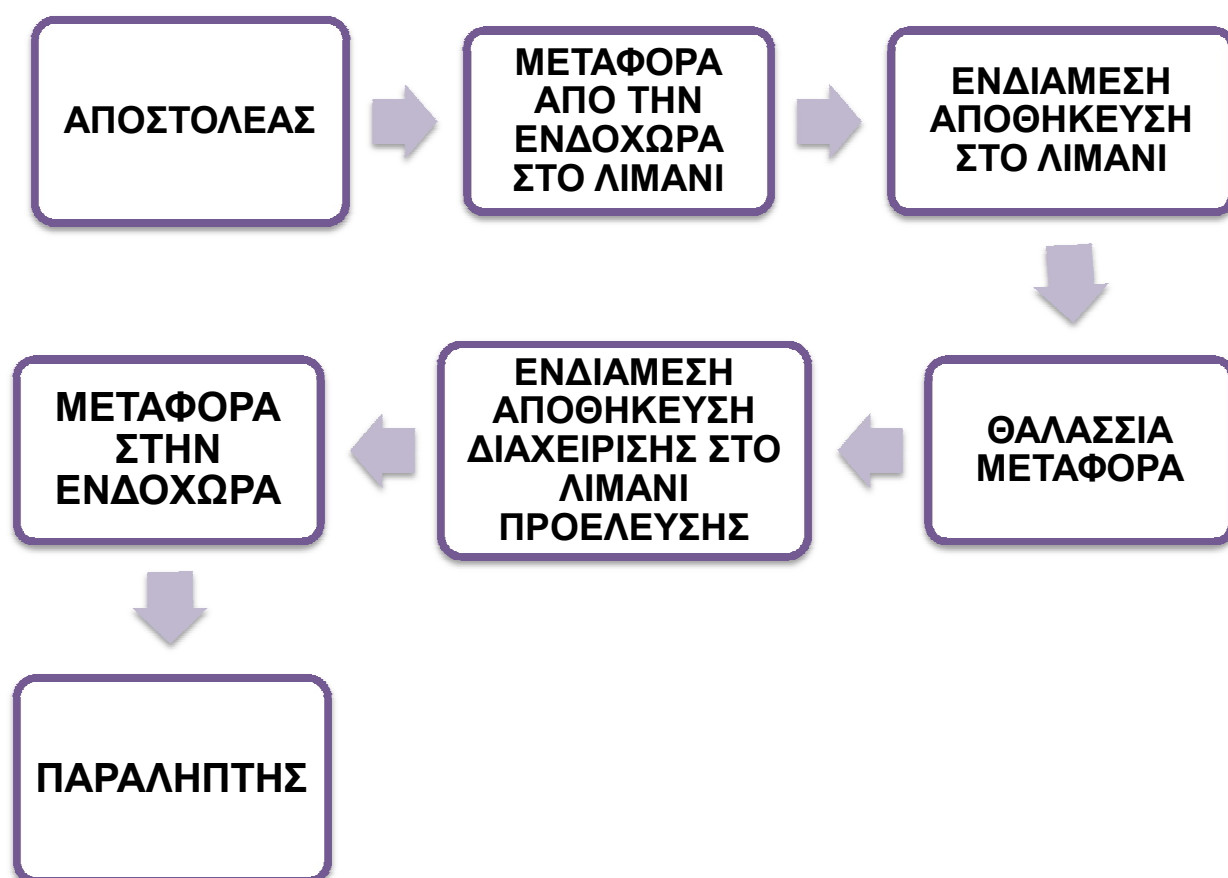 ΑΠΟΣΤΟΛΕΑΣ
ΜΕΤΑΦΟΡΑ
ΑΠΟ ΤΗΝ
ΕΝΔΟΧΩΡΑ
ΣΤΟ ΛΙΜΑΝΙ
ΕΝΔΙΑΜΕΣΗ
ΑΠΟΘΗΚΕΥΣΗ
ΣΤΟ ΛΙΜΑΝΙ
ΘΑΛΑΣΣΙΑ
ΜΕΤΑΦΟΡΑ
ΕΝΔΙΑΜΕΣΗ
ΑΠΟΘΗΚΕΥΣΗ
ΔΙΑΧΕΙΡΙΣΗΣ ΣΤΟ
ΛΙΜΑΝΙ
ΠΡΟΕΛΕΥΣΗΣ
ΜΕΤΑΦΟΡΑ
ΣΤΗΝ
ΕΝΔΟΧΩΡΑ
ΠΑΡΑΛΗΠΤΗΣ